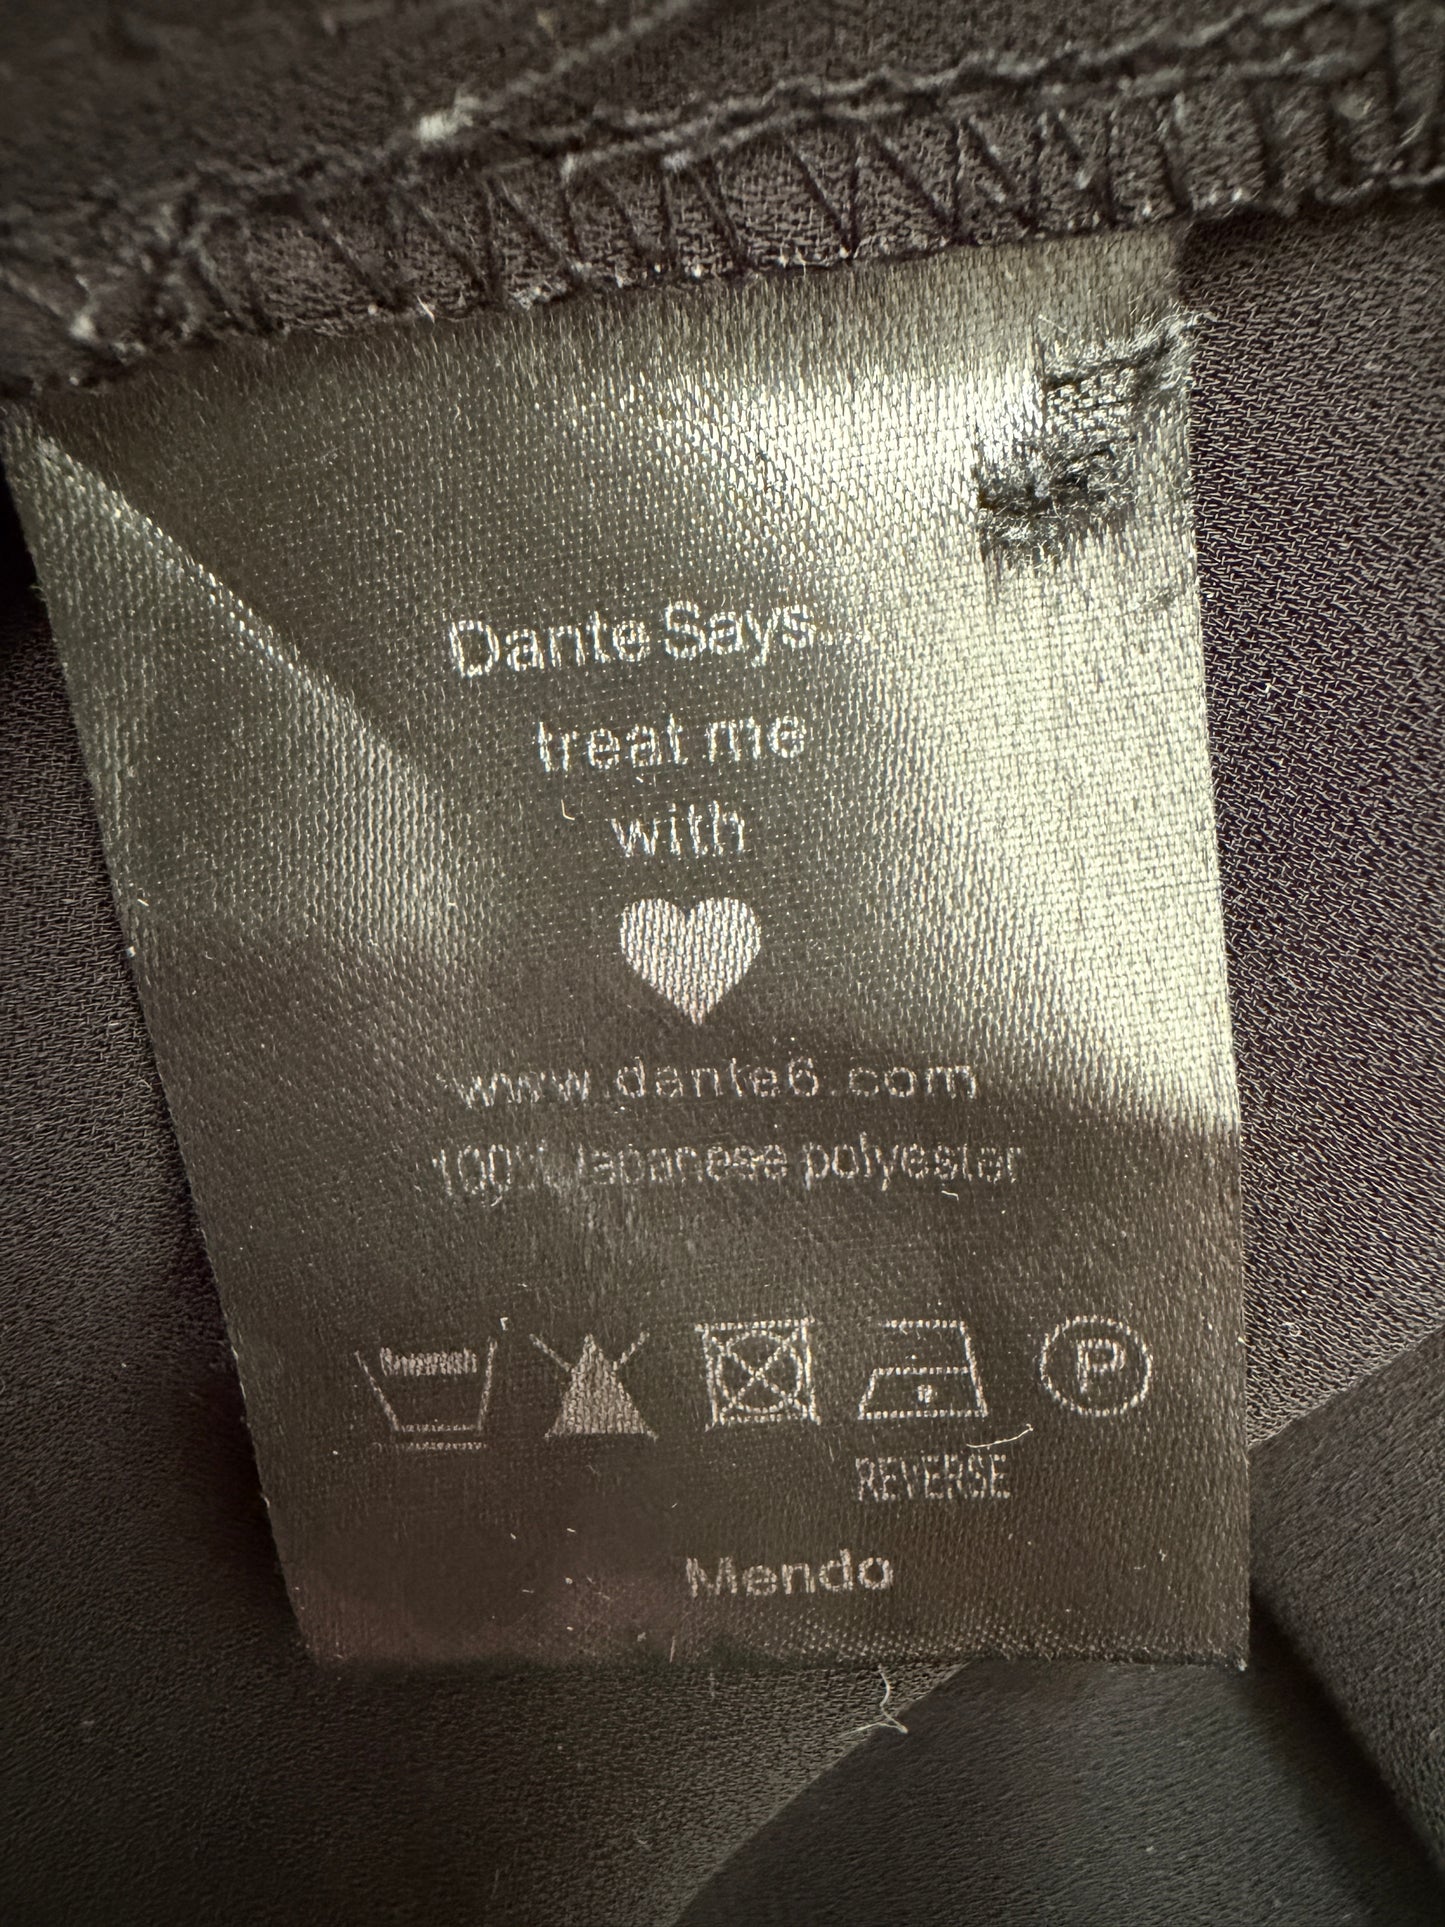 Dante Says...
treat me
with
www.dante6.com
100% Japanese polyester
P
REVERSE
Mendo